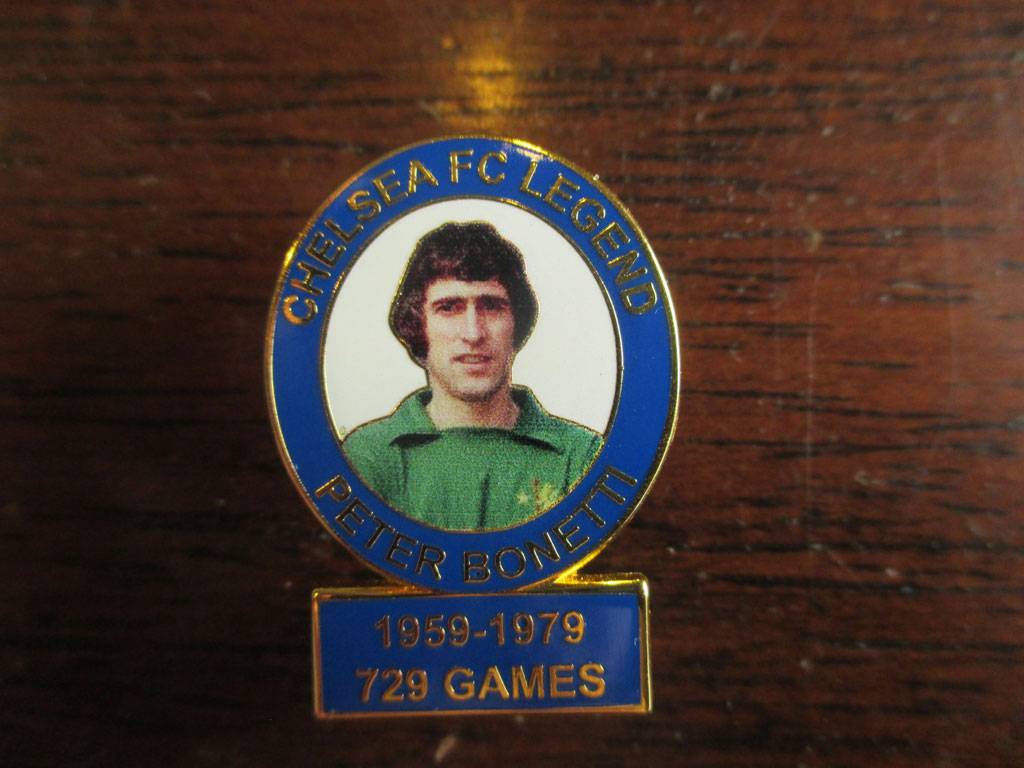 CHELSEA FC LEGEND
PETER BONETTI
1959-1979
729 GAMES